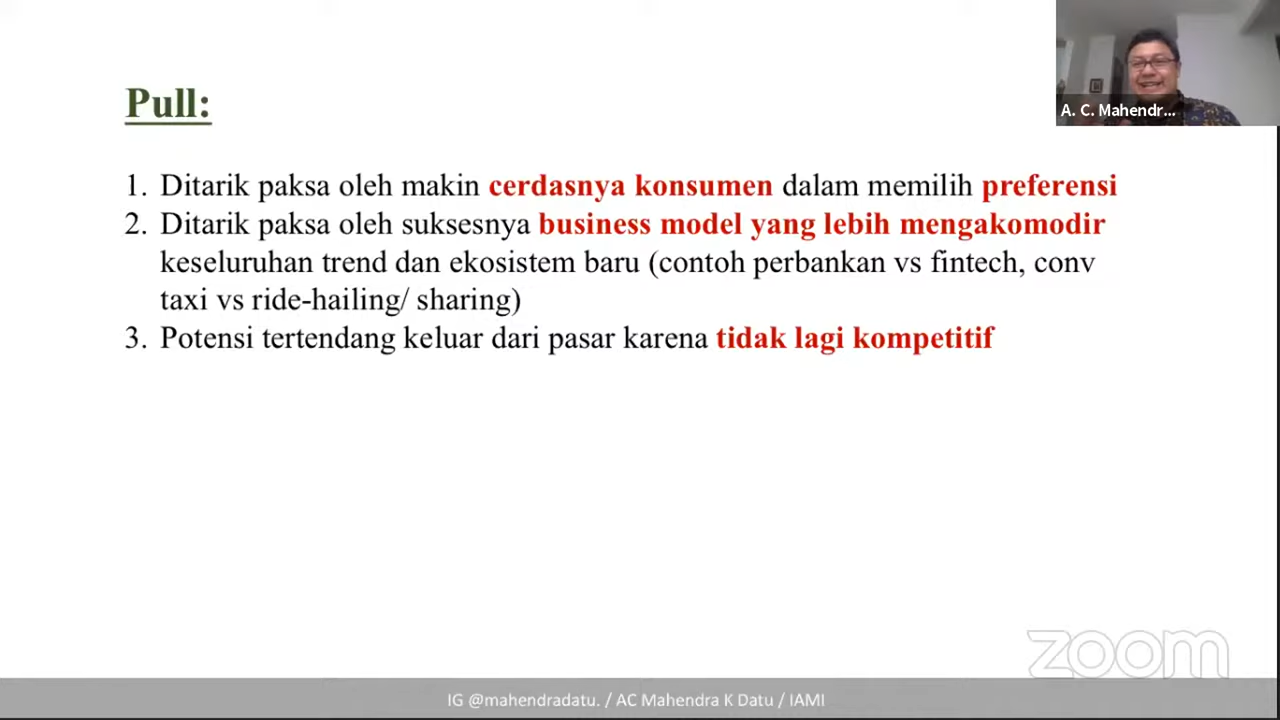 Pull:
A. C. Mahendr...
1. Ditarik paksa oleh makin cerdasnya konsumen dalam memilih preferensi
2. Ditarik paksa oleh suksesnya business model yang lebih mengakomodir
keseluruhan trend dan ekosistem baru (contoh perbankan vs fintech, conv
taxi vs ride-hailing/ sharing)
3. Potensi tertendang keluar dari pasar karena tidak lagi kompetitif
zoom
IG @mahendradatu. / AC Mahendra K Datu / IAMI